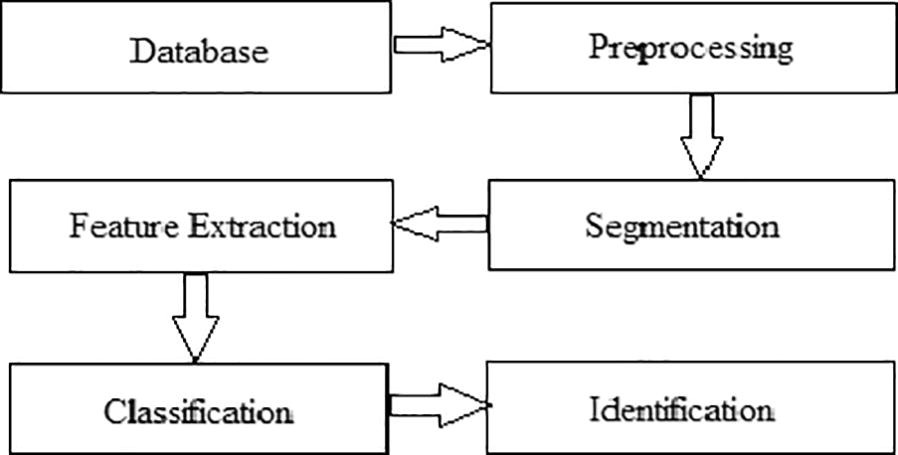 Database
Preprocessing
Segmentation
Feature Extraction
Classification
Identification